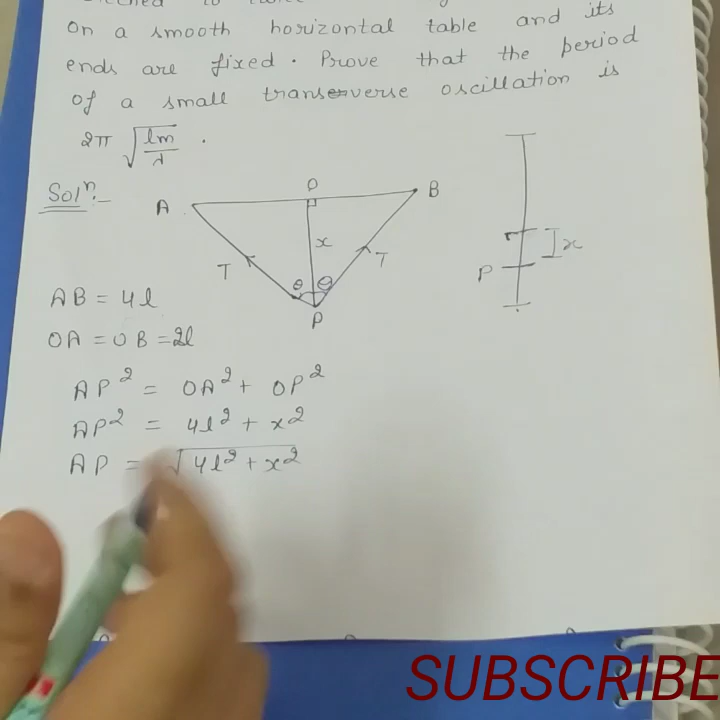 on a smooth horizontal table and its
ends are fixed. Prove that the period
of a small transenverse oscillation is
2π √(lm/λ) .
Solⁿ:-
A
O
B
x
T
T
θ
θ
P
x
P
AB = 4l
OA = OB = 2l
AP² = OA² + OP²
AP² = 4l² + x²
AP = √4l² + x²
SUBSCRIBE